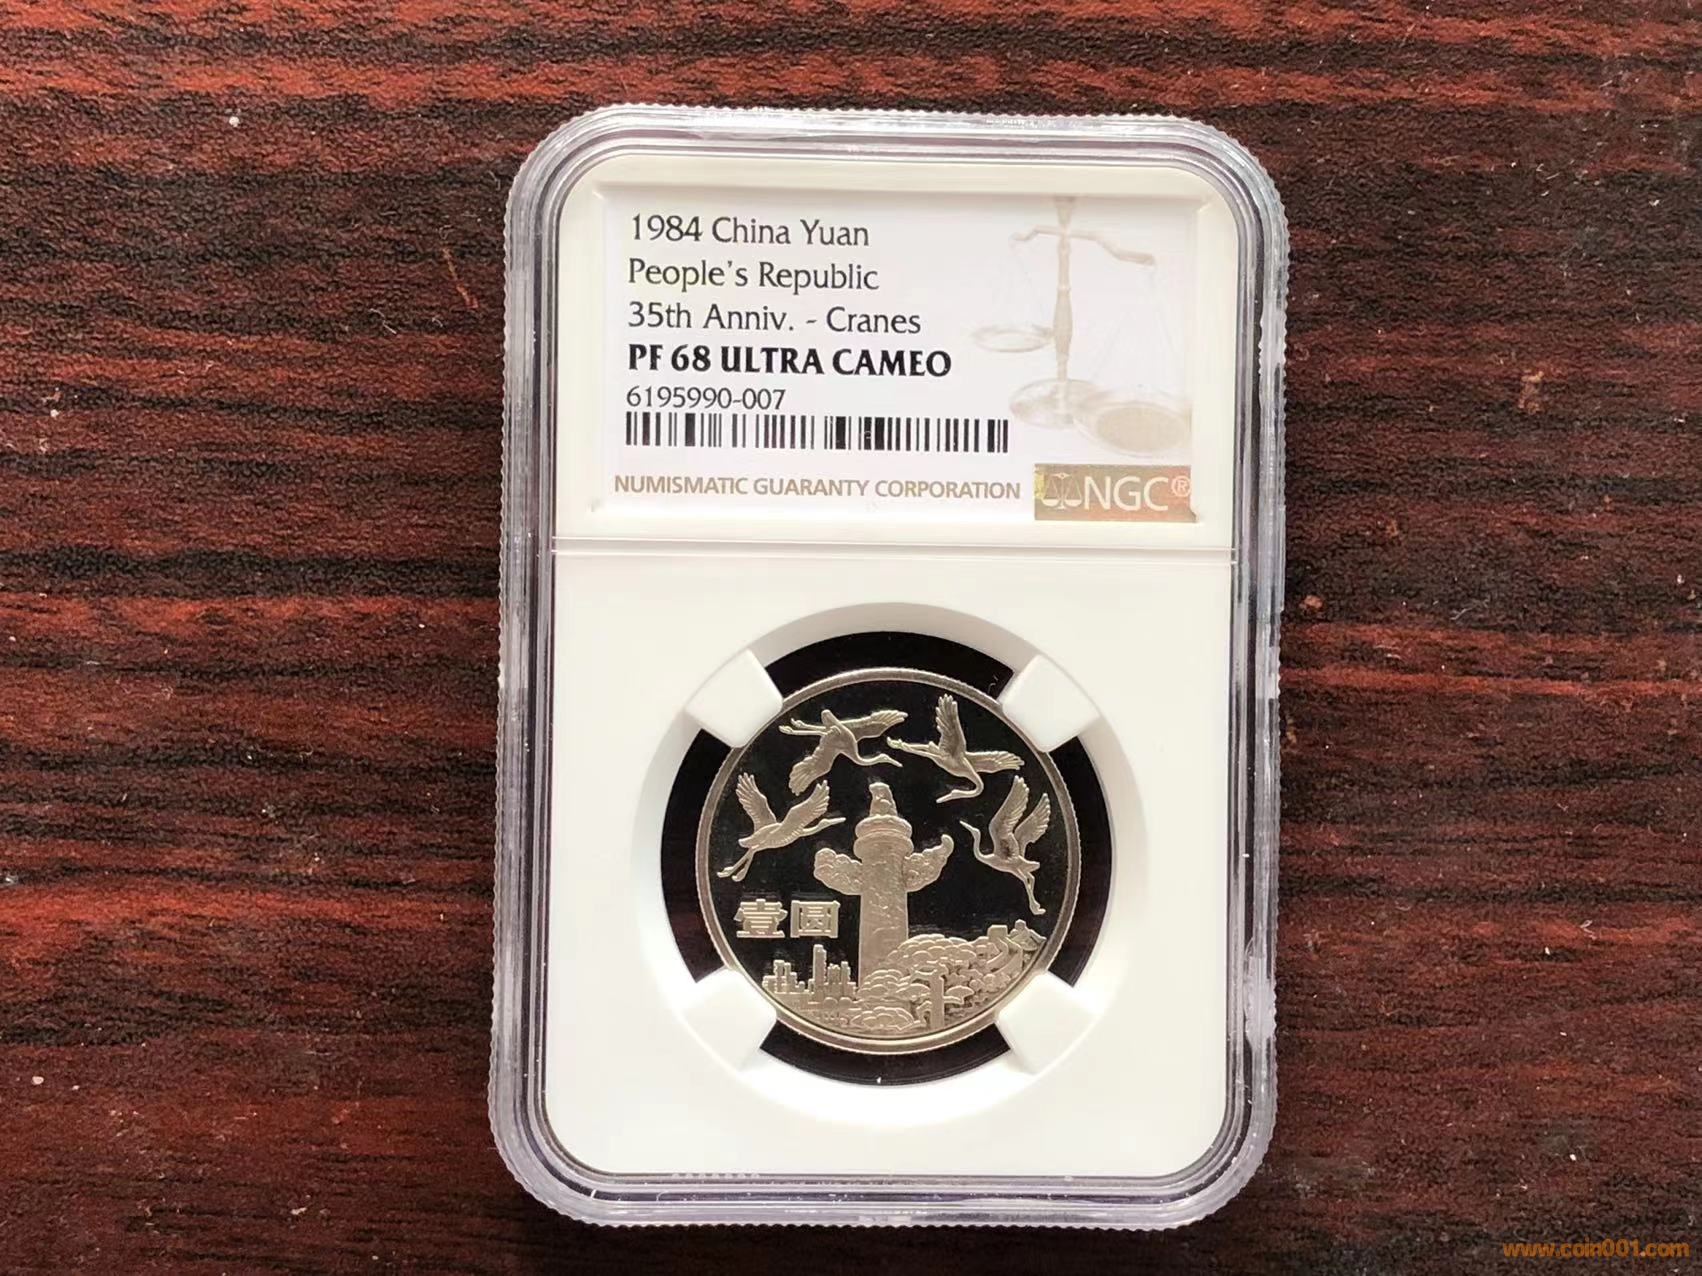 1984 China Yuan
People's Republic
35th Anniv. - Cranes
PF 68 ULTRA CAMEO
6195990-007
NUMISMATIC GUARANTY CORPORATION
NGC®
壹圆
www.coin001.com